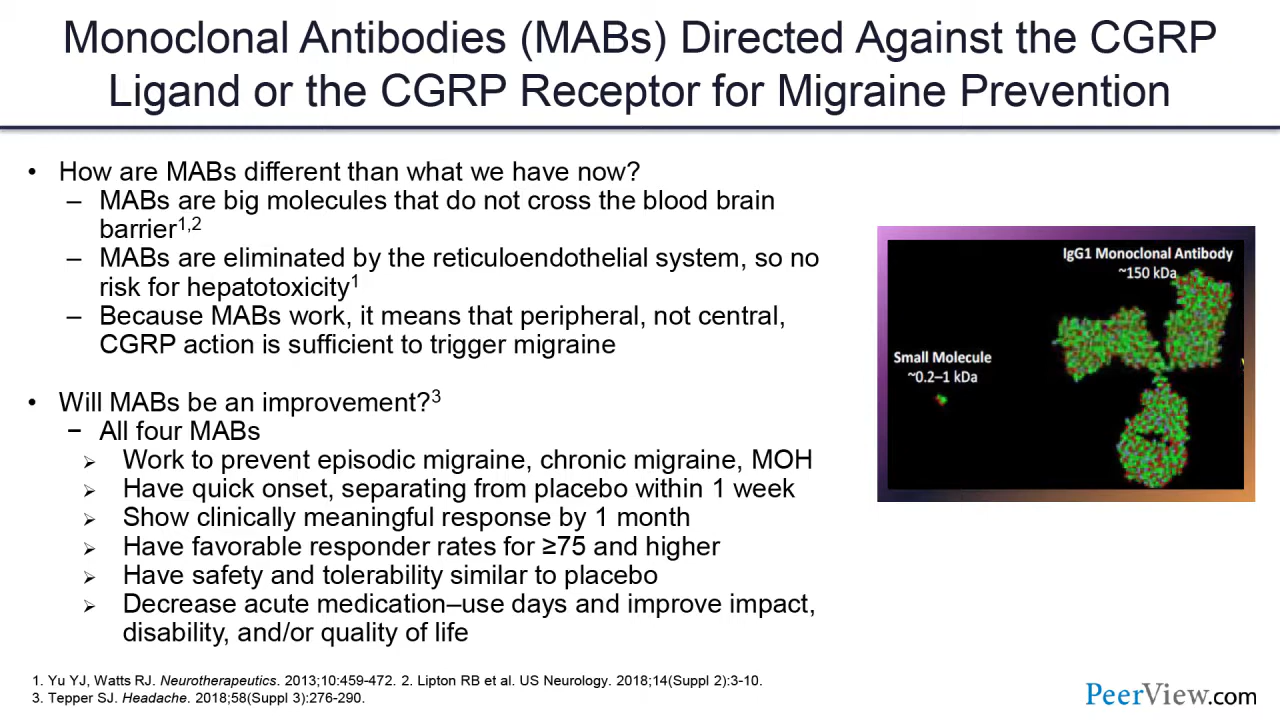 Monoclonal Antibodies (MABs) Directed Against the CGRP
Ligand or the CGRP Receptor for Migraine Prevention
• How are MABs different than what we have now?
– MABs are big molecules that do not cross the blood brain
barrier1,2
– MABs are eliminated by the reticuloendothelial system, so no
risk for hepatotoxicity1
– Because MABs work, it means that peripheral, not central,
CGRP action is sufficient to trigger migraine
• Will MABs be an improvement?3
− All four MABs
➢ Work to prevent episodic migraine, chronic migraine, MOH
➢ Have quick onset, separating from placebo within 1 week
➢ Show clinically meaningful response by 1 month
➢ Have favorable responder rates for ≥75 and higher
➢ Have safety and tolerability similar to placebo
➢ Decrease acute medication–use days and improve impact,
disability, and/or quality of life
IgG1 Monoclonal Antibody
~150 kDa
Small Molecule
~0.2–1 kDa
1. Yu YJ, Watts RJ. Neurotherapeutics. 2013;10:459-472. 2. Lipton RB et al. US Neurology. 2018;14(Suppl 2):3-10.
3. Tepper SJ. Headache. 2018;58(Suppl 3):276-290.
PeerView.com